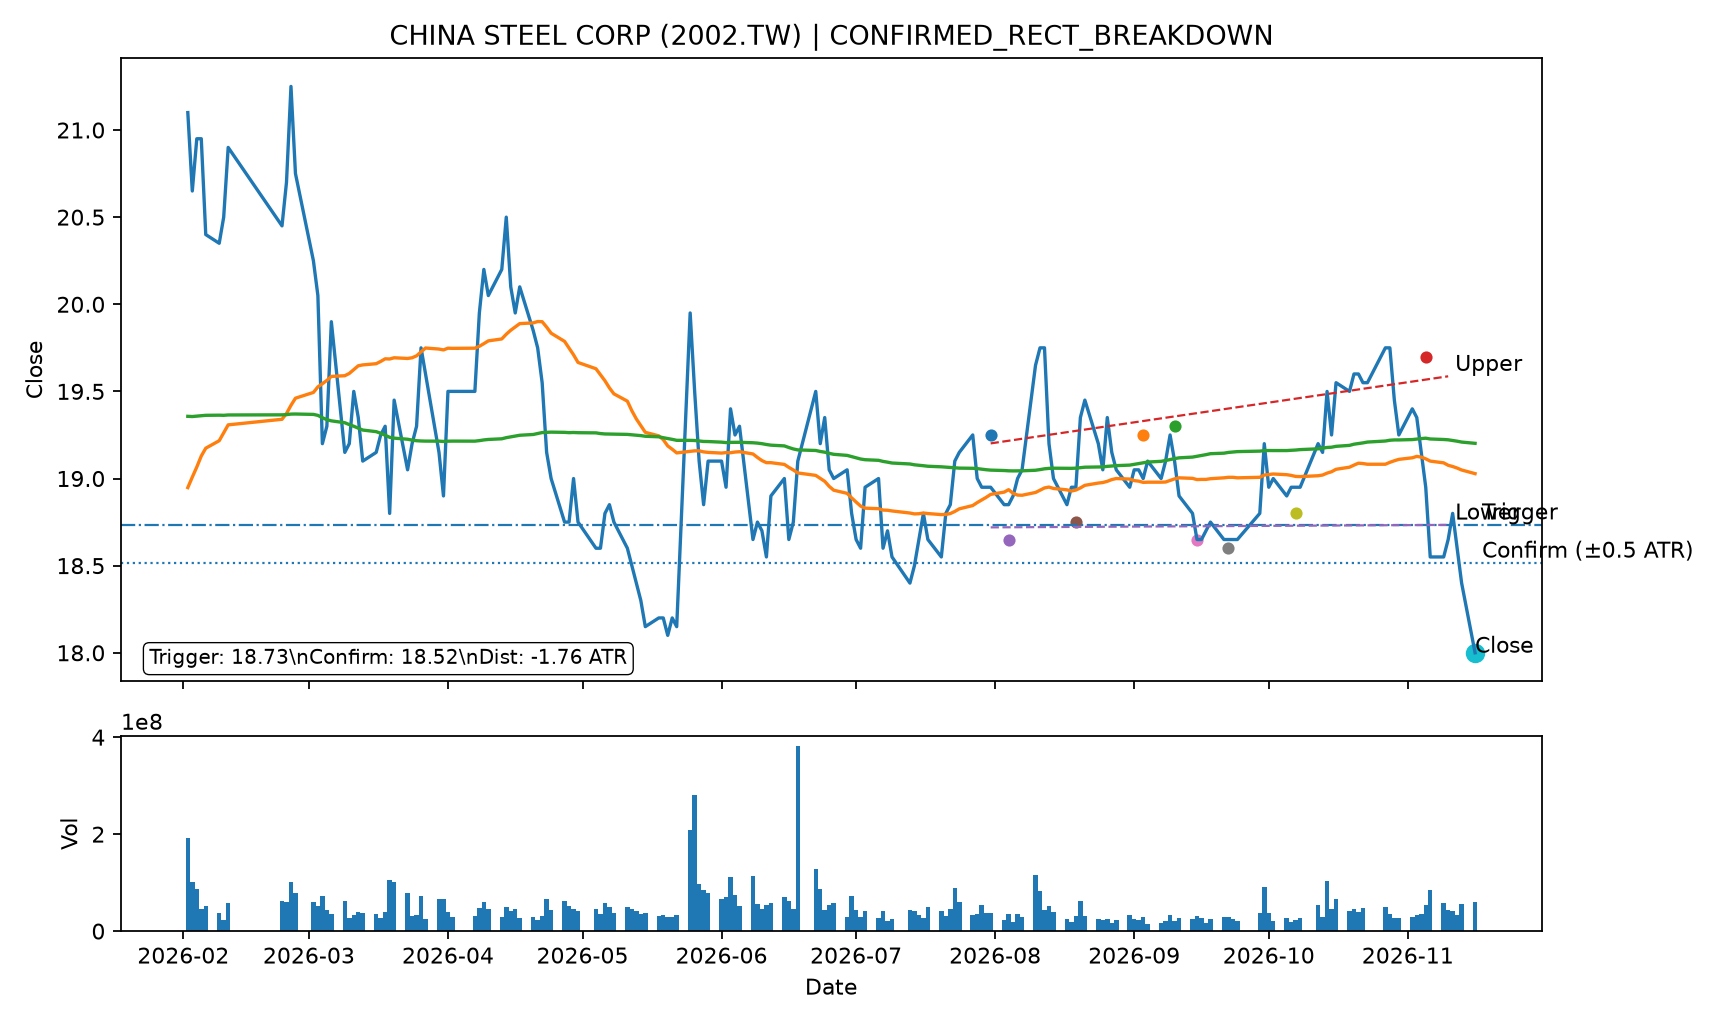 CHINA STEEL CORP (2002.TW) | CONFIRMED_RECT_BREAKDOWN
Close
21.0
20.5
20.0
19.5
19.0
18.5
18.0
Upper
Lower
Trigger
Confirm (±0.5 ATR)
Close
Trigger: 18.73\nConfirm: 18.52\nDist: -1.76 ATR
1e8
Vol
4
2
0
2026-02 2026-03 2026-04 2026-05 2026-06 2026-07 2026-08 2026-09 2026-10 2026-11
Date